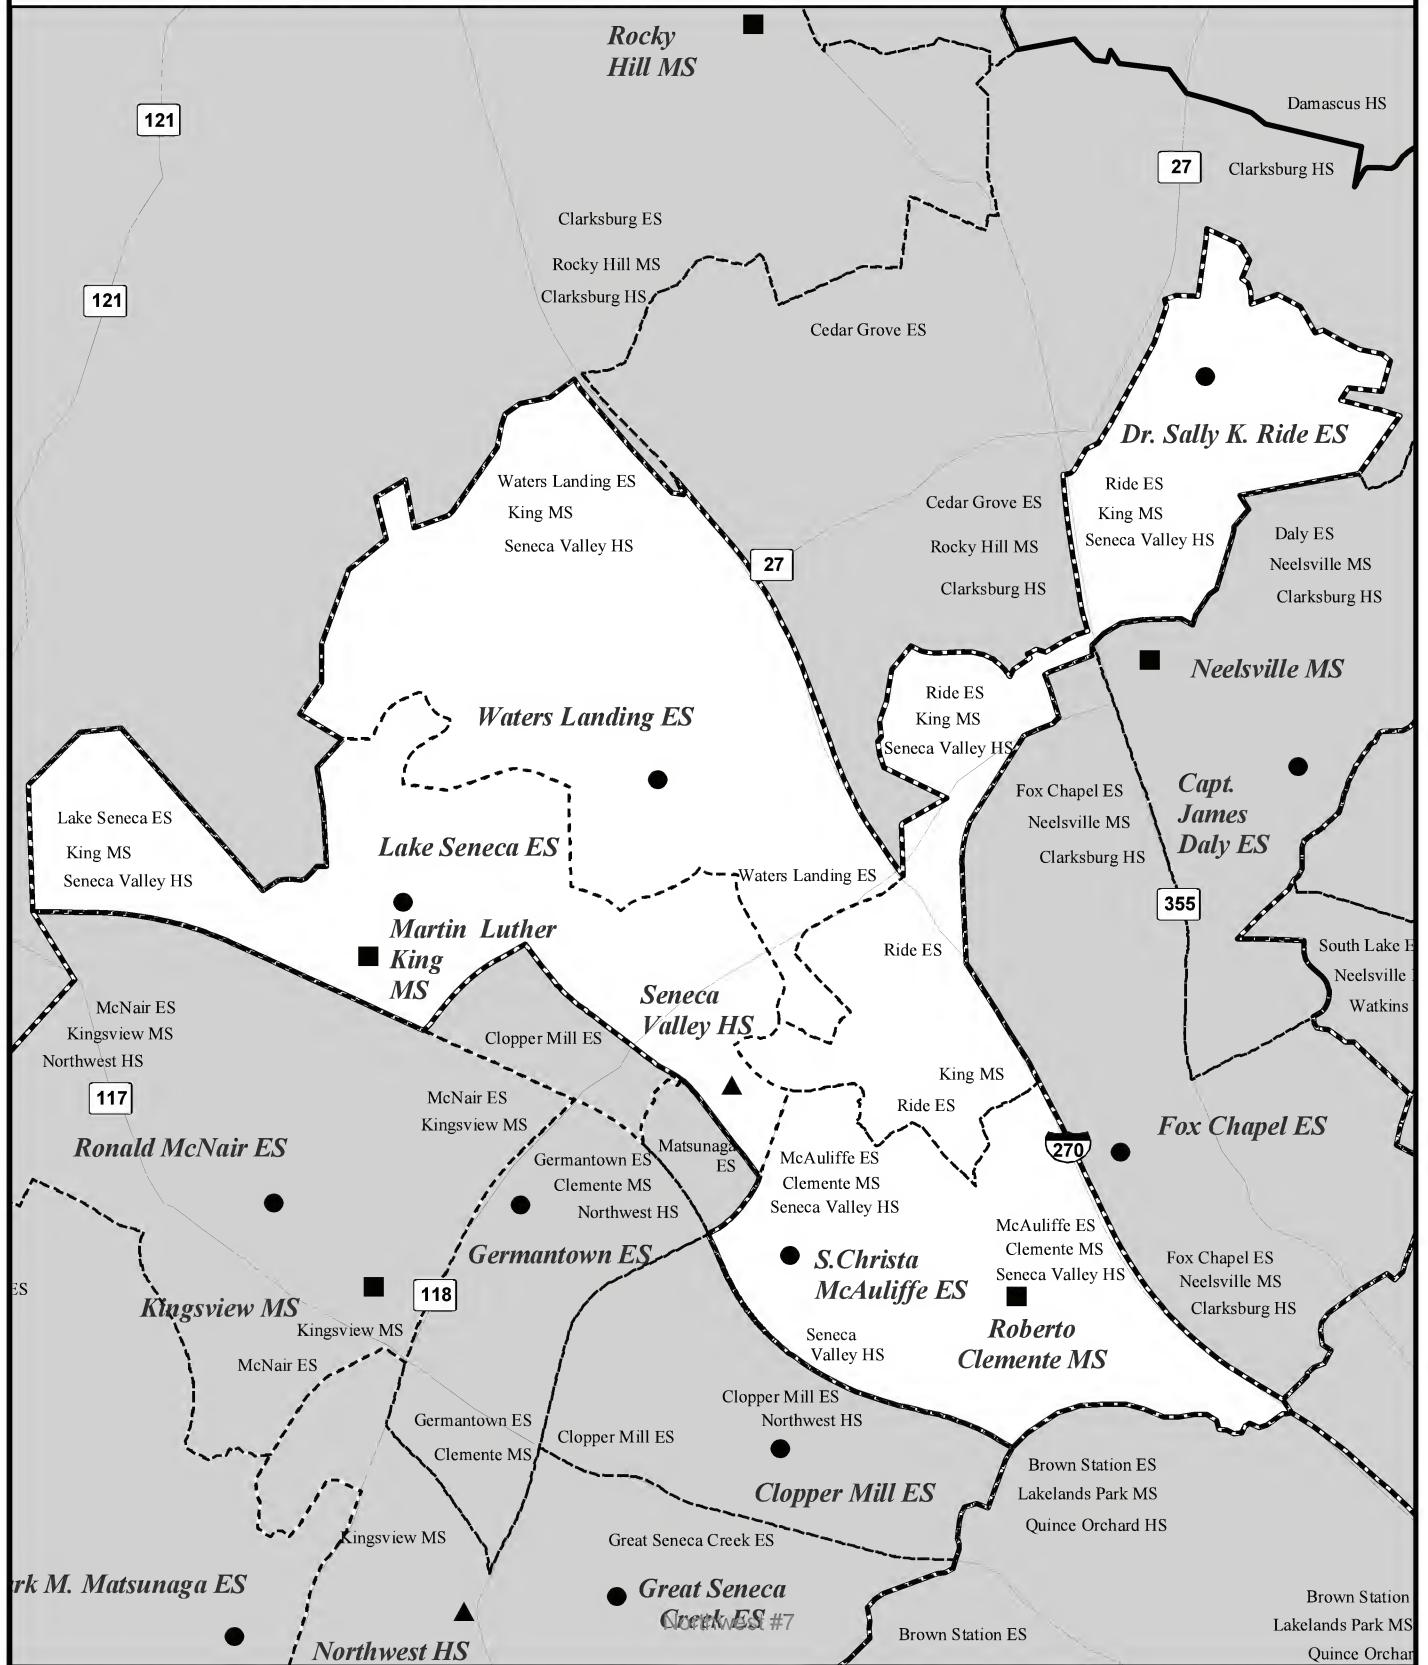 Rocky
Hill MS
121
Damascus HS
27
Clarksburg HS
Clarksburg ES
Rocky Hill MS
Clarksburg HS
121
Cedar Grove ES
Dr. Sally K. Ride ES
Waters Landing ES
King MS
Seneca Valley HS
Ride ES
King MS
Seneca Valley HS
Cedar Grove ES
Rocky Hill MS
Clarksburg HS
27
Daly ES
Neelsville MS
Clarksburg HS
Neelsville MS
Ride ES
King MS
Seneca Valley HS
Waters Landing ES
Fox Chapel ES
Neelsville MS
Clarksburg HS
Capt.
James
Daly ES
Lake Seneca ES
King MS
Seneca Valley HS
Lake Seneca ES
Waters Landing ES
355
Martin Luther
King
MS
Ride ES
South Lake E
Neelsville
Watkins
Seneca
Valley HS
McNair ES
Kingsview MS
Northwest HS
Clopper Mill ES
King MS
Ride ES
117
McNair ES
Kingsview MS
Ronald McNair ES
Matsunaga
ES
Germantown ES
Clemente MS
Northwest HS
McAuliffe ES
Clemente MS
Seneca Valley HS
270
Fox Chapel ES
Germantown ES
McAuliffe ES
Clemente MS
Seneca Valley HS
S.Christa
McAuliffe ES
Fox Chapel ES
Neelsville MS
Clarksburg HS
ES
Kingsview MS
118
Kingsview MS
McNair ES
Roberto
Clemente MS
Seneca
Valley HS
Clopper Mill ES
Northwest HS
Germantown ES
Clemente MS
Clopper Mill ES
Clopper Mill ES
Brown Station ES
Lakelands Park MS
Quince Orchard HS
Kingsview MS
Great Seneca Creek ES
rk M. Matsunaga ES
Great Seneca
Creek ES
Northwest #7
Northwest HS
Brown Station ES
Brown Station
Lakelands Park MS
Quince Orchar